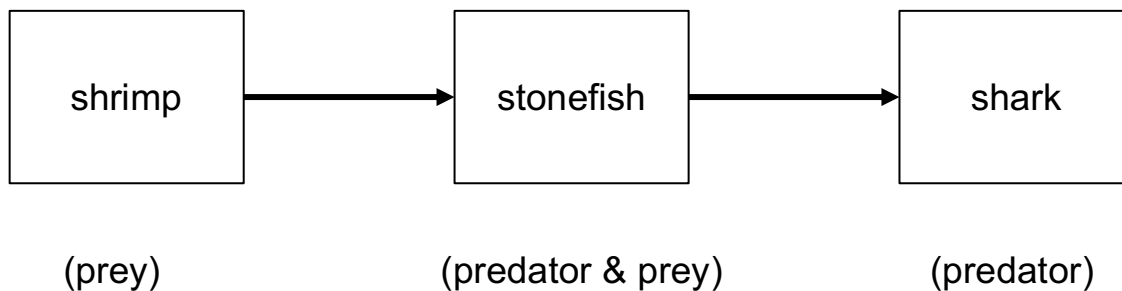 shrimp
stonefish
shark
(prey)
(predator & prey)
(predator)